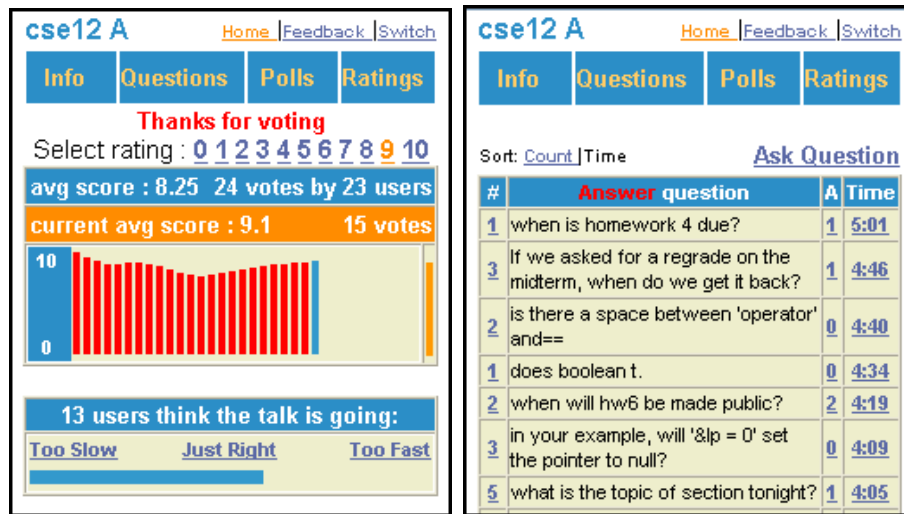 cse12 A Home |Feedback |Switch
Info Questions Polls Ratings
Thanks for voting
Select rating : 0 1 2 3 4 5 6 7 8 9 10
avg score : 8.25 24 votes by 23 users
current avg score : 9.1 15 votes
10
0
13 users think the talk is going:
Too Slow Just Right Too Fast
cse12 A Home |Feedback |Switch
Info Questions Polls Ratings
Sort: Count |Time Ask Question
# Answer question A Time
1 when is homework 4 due? 1 5:01
3 If we asked for a regrade on the
midterm, when do we get it back? 1 4:46
2 is there a space between 'operator'
and== 0 4:40
1 does boolean t. 0 4:34
2 when will hw6 be made public? 2 4:19
3 in your example, will '&lp = 0' set
the pointer to null? 0 4:09
5 what is the topic of section tonight? 1 4:05